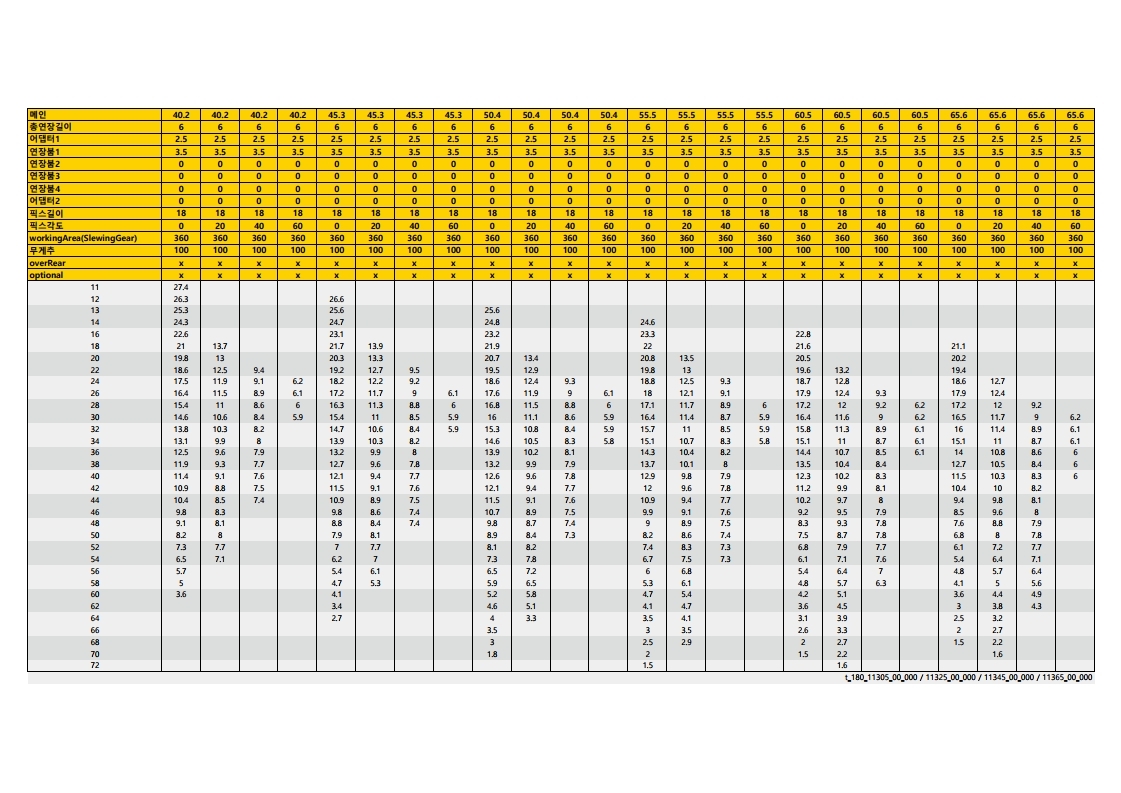 메인 40.2 40.2 40.2 40.2 45.3 45.3 45.3 45.3 50.4 50.4 50.4 50.4 55.5 55.5 55.5 55.5 60.5 60.5 60.5 60.5 65.6 65.6 65.6 65.6
총연장길이 6 6 6 6 6 6 6 6 6 6 6 6 6 6 6 6 6 6 6 6 6 6 6 6
어댑터1 2.5 2.5 2.5 2.5 2.5 2.5 2.5 2.5 2.5 2.5 2.5 2.5 2.5 2.5 2.5 2.5 2.5 2.5 2.5 2.5 2.5 2.5 2.5 2.5
연장붐1 3.5 3.5 3.5 3.5 3.5 3.5 3.5 3.5 3.5 3.5 3.5 3.5 3.5 3.5 3.5 3.5 3.5 3.5 3.5 3.5 3.5 3.5 3.5 3.5
연장붐2 0 0 0 0 0 0 0 0 0 0 0 0 0 0 0 0 0 0 0 0 0 0 0 0
연장붐3 0 0 0 0 0 0 0 0 0 0 0 0 0 0 0 0 0 0 0 0 0 0 0 0
연장붐4 0 0 0 0 0 0 0 0 0 0 0 0 0 0 0 0 0 0 0 0 0 0 0 0
어댑터2 0 0 0 0 0 0 0 0 0 0 0 0 0 0 0 0 0 0 0 0 0 0 0 0
픽스길이 18 18 18 18 18 18 18 18 18 18 18 18 18 18 18 18 18 18 18 18 18 18 18 18
픽스각도 0 20 40 60 0 20 40 60 0 20 40 60 0 20 40 60 0 20 40 60 0 20 40 60
workingArea(SlewingGear) 360 360 360 360 360 360 360 360 360 360 360 360 360 360 360 360 360 360 360 360 360 360 360 360
무게추 100 100 100 100 100 100 100 100 100 100 100 100 100 100 100 100 100 100 100 100 100 100 100 100
overRear x x x x x x x x x x x x x x x x x x x x x x x x
optional x x x x x x x x x x x x x x x x x x x x x x x x
11 27.4
12 26.3 26.6
13 25.3 25.6 25.6
14 24.3 24.7 24.8 24.6
16 22.6 23.1 23.2 23.3 22.8
18 21 13.7 21.7 13.9 21.9 22 21.6 21.1
20 19.8 13 20.3 13.3 20.7 13.4 20.8 13.5 20.5 20.2
22 18.6 12.5 9.4 19.2 12.7 9.5 19.5 12.9 19.8 13 19.6 13.2 19.4
24 17.5 11.9 9.1 6.2 18.2 12.2 9.2 18.6 12.4 9.3 18.8 12.5 9.3 18.7 12.8 18.6 12.7
26 16.4 11.5 8.9 6.1 17.2 11.7 9 6.1 17.6 11.9 9 6.1 18 12.1 9.1 17.9 12.4 9.3 17.9 12.4
28 15.4 11 8.6 6 16.3 11.3 8.8 6 16.8 11.5 8.8 6 17.1 11.7 8.9 6 17.2 12 9.2 6.2 17.2 12 9.2
30 14.6 10.6 8.4 5.9 15.4 11 8.5 5.9 16 11.1 8.6 5.9 16.4 11.4 8.7 5.9 16.4 11.6 9 6.2 16.5 11.7 9 6.2
32 13.8 10.3 8.2 14.7 10.6 8.4 5.9 15.3 10.8 8.4 5.9 15.7 11 8.5 5.9 15.8 11.3 8.9 6.1 16 11.4 8.9 6.1
34 13.1 9.9 8 13.9 10.3 8.2 14.6 10.5 8.3 5.8 15.1 10.7 8.3 5.8 15.1 11 8.7 6.1 15.1 11 8.7 6.1
36 12.5 9.6 7.9 13.2 9.9 8 13.9 10.2 8.1 14.3 10.4 8.2 14.4 10.7 8.5 6.1 14 10.8 8.6 6
38 11.9 9.3 7.7 12.7 9.6 7.8 13.2 9.9 7.9 13.7 10.1 8 13.5 10.4 8.4 12.7 10.5 8.4 6
40 11.4 9.1 7.6 12.1 9.4 7.7 12.6 9.6 7.8 12.9 9.8 7.9 12.3 10.2 8.3 11.5 10.3 8.3 6
42 10.9 8.8 7.5 11.5 9.1 7.6 12.1 9.4 7.7 12 9.6 7.8 11.2 9.9 8.1 10.4 10 8.2
44 10.4 8.5 7.4 10.9 8.9 7.5 11.5 9.1 7.6 10.9 9.4 7.7 10.2 9.7 8 9.4 9.8 8.1
46 9.8 8.3 9.8 8.6 7.4 10.7 8.9 7.5 9.9 9.1 7.6 9.2 9.5 7.9 8.5 9.6 8
48 9.1 8.1 8.8 8.4 7.4 9.8 8.7 7.4 9 8.9 7.5 8.3 9.3 7.8 7.6 8.8 7.9
50 8.2 8 7.9 8.1 8.9 8.4 7.3 8.2 8.6 7.4 7.5 8.7 7.8 6.8 8 7.8
52 7.3 7.7 7 7.7 8.1 8.2 7.4 8.3 7.3 6.8 7.9 7.7 6.1 7.2 7.7
54 6.5 7.1 6.2 7 7.3 7.8 6.7 7.5 7.3 6.1 7.1 7.6 5.4 6.4 7.1
56 5.7 5.4 6.1 6.5 7.2 6 6.8 5.4 6.4 7 4.8 5.7 6.4
58 5 4.7 5.3 5.9 6.5 5.3 6.1 4.8 5.7 6.3 4.1 5 5.6
60 3.6 4.1 5.2 5.8 4.7 5.4 4.2 5.1 3.6 4.4 4.9
62 3.4 4.6 5.1 4.1 4.7 3.6 4.5 3 3.8 4.3
64 2.7 4 3.3 3.5 4.1 3.1 3.9 2.5 3.2
66 3.5 3 3.5 2.6 3.3 2 2.7
68 3 2.5 2.9 2 2.7 1.5 2.2
70 1.8 2 1.5 2.2 1.6
72 1.5 1.6
t_180_11305_00_000 / 11325_00_000 / 11345_00_000 / 11365_00_000